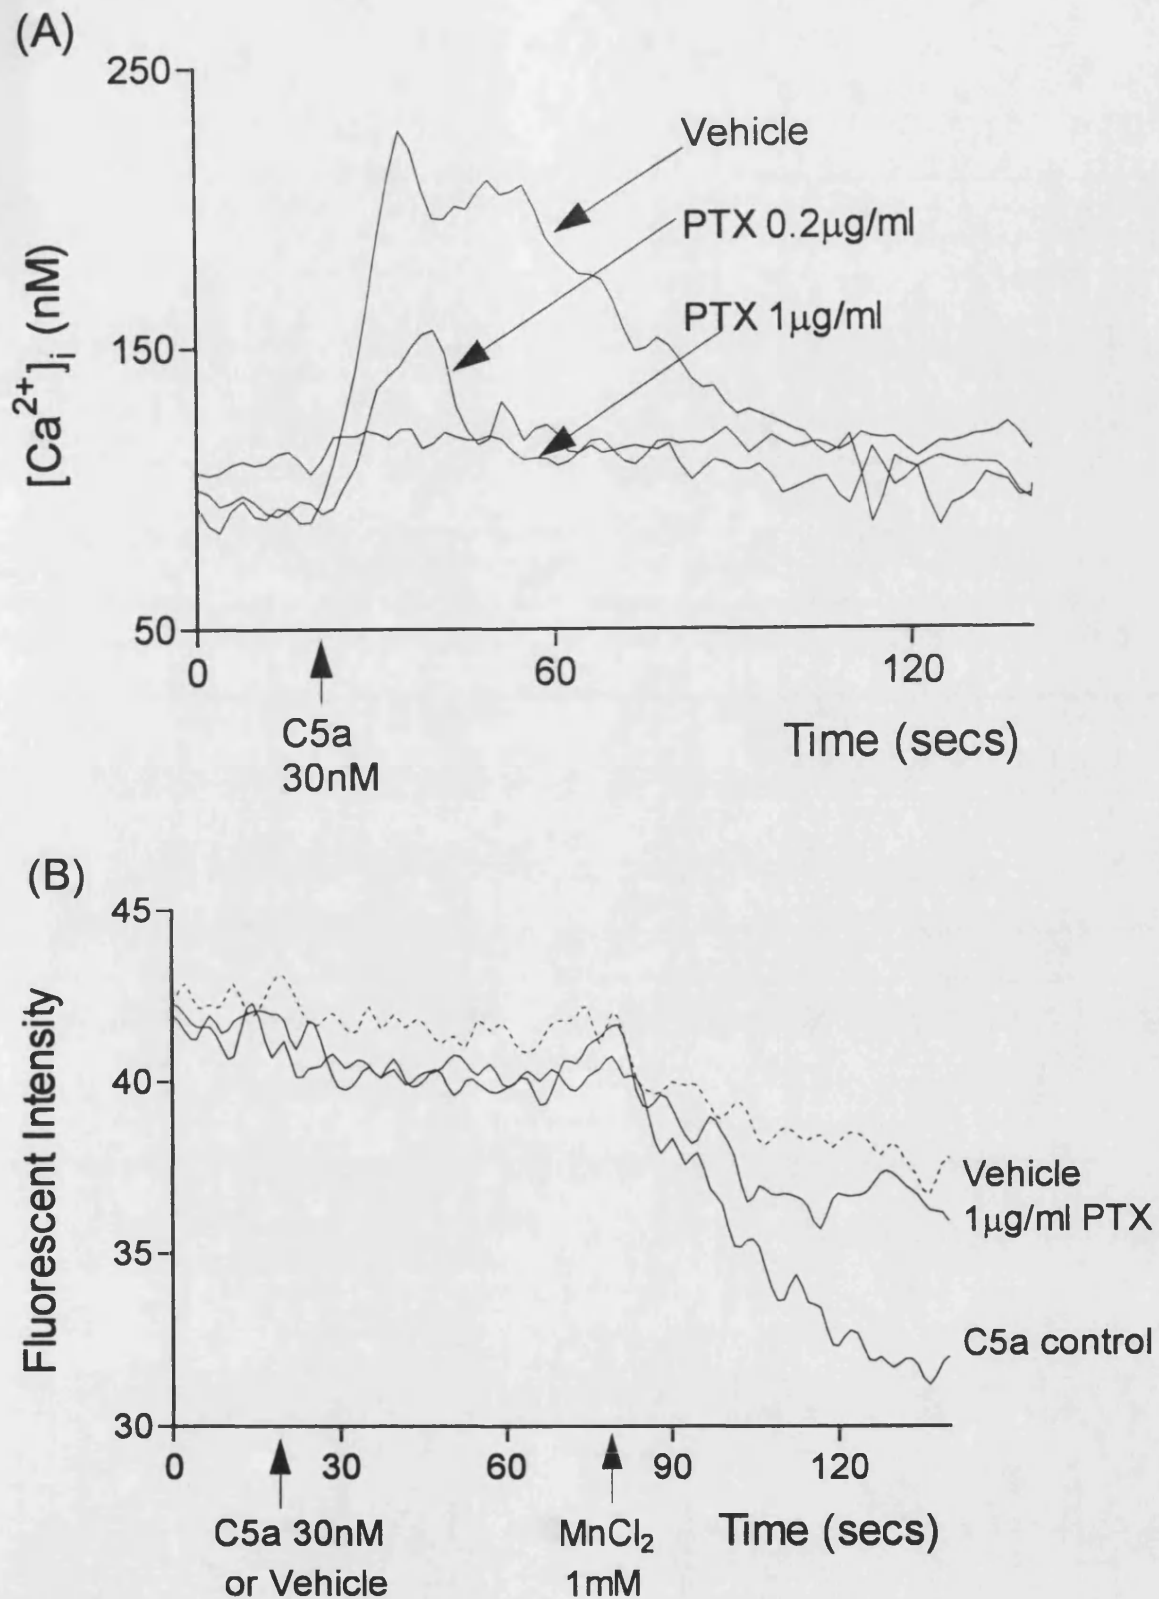 (A)
250
150
50
[Ca²⁺]ᵢ (nM)
Vehicle
PTX 0.2µg/ml
PTX 1µg/ml
0
60
120
C5a
30nM
Time (secs)
(B)
45
40
35
30
Fluorescent Intensity
Vehicle
1µg/ml PTX
C5a control
0
30
60
90
120
C5a 30nM
or Vehicle
MnCl₂
1mM
Time (secs)